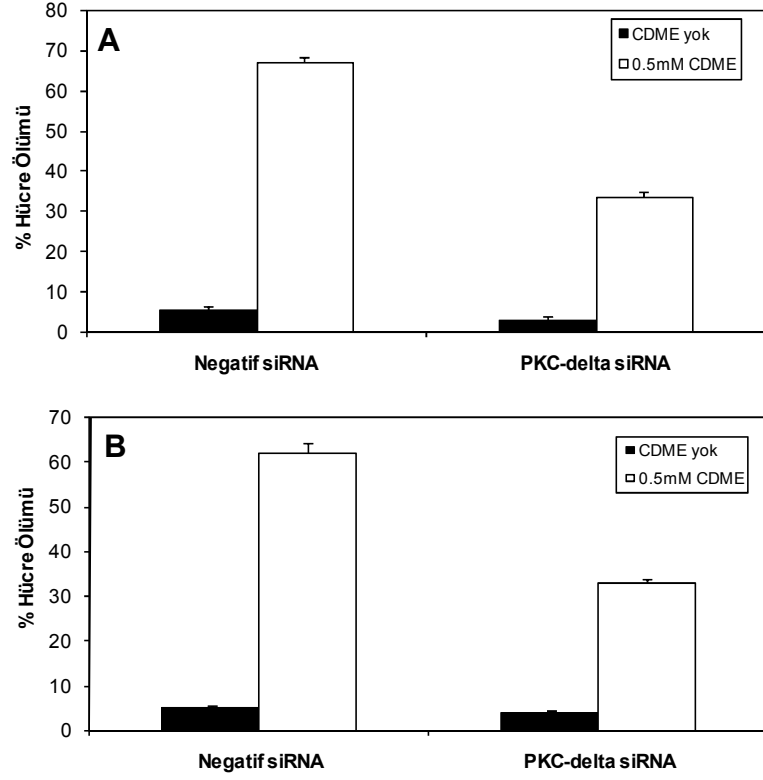 A
CDME yok
0.5mM CDME
% Hücre Ölümü
80
70
60
50
40
30
20
10
0
Negatif siRNA
PKC-delta siRNA
B
CDME yok
0.5mM CDME
% Hücre Ölümü
70
60
50
40
30
20
10
0
Negatif siRNA
PKC-delta siRNA